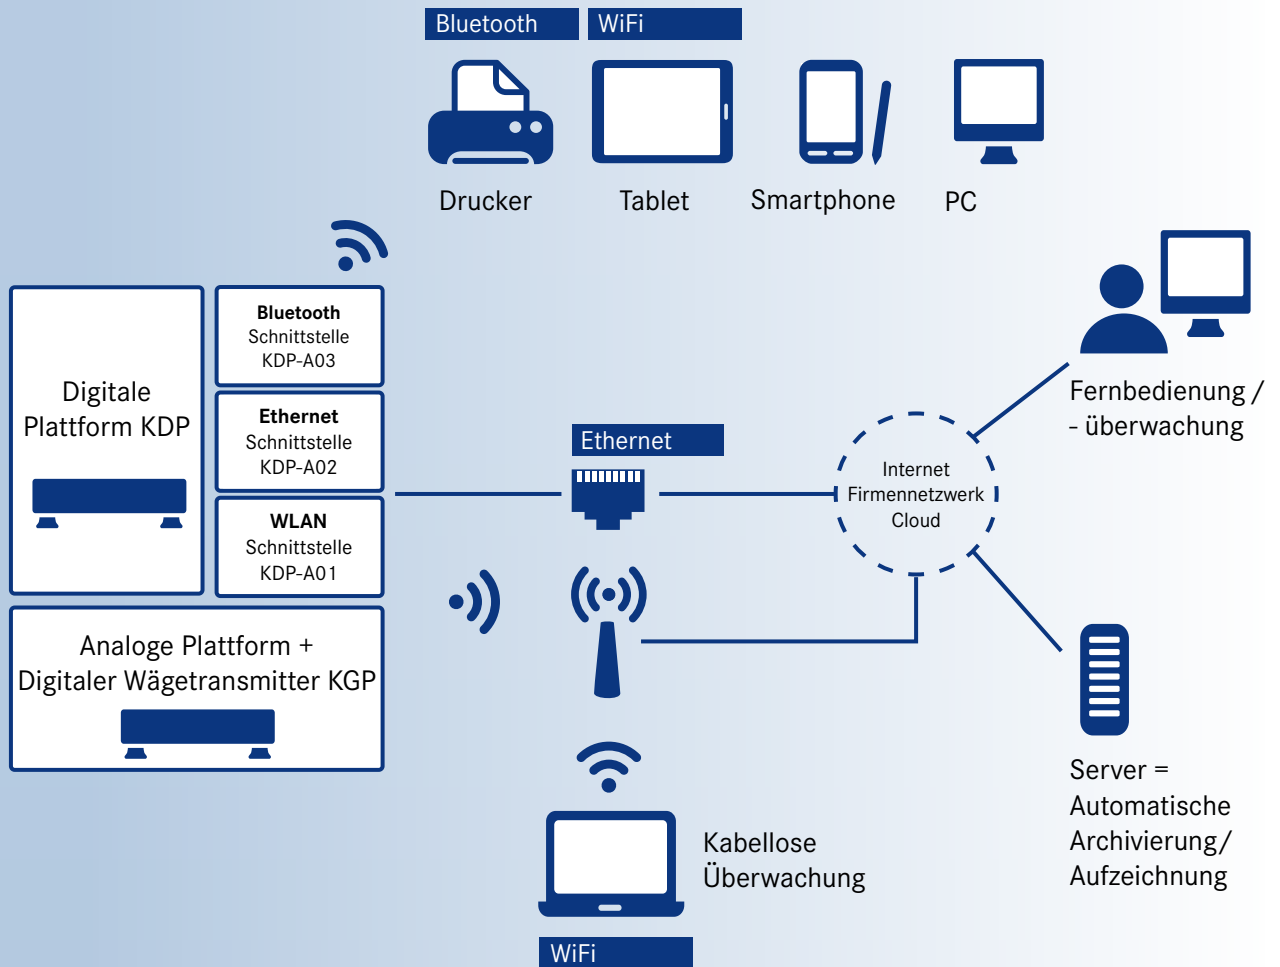 Bluetooth
WiFi
Drucker
Tablet
Smartphone
PC
Digitale
Plattform KDP
Bluetooth
Schnittstelle
KDP-A03
Ethernet
Schnittstelle
KDP-A02
WLAN
Schnittstelle
KDP-A01
Analoge Plattform +
Digitaler Wägetransmitter KGP
Ethernet
Internet
Firmennetzwerk
Cloud
Fernbedienung /
- überwachung
Server =
Automatische
Archivierung/
Aufzeichnung
Kabellose
Überwachung
WiFi